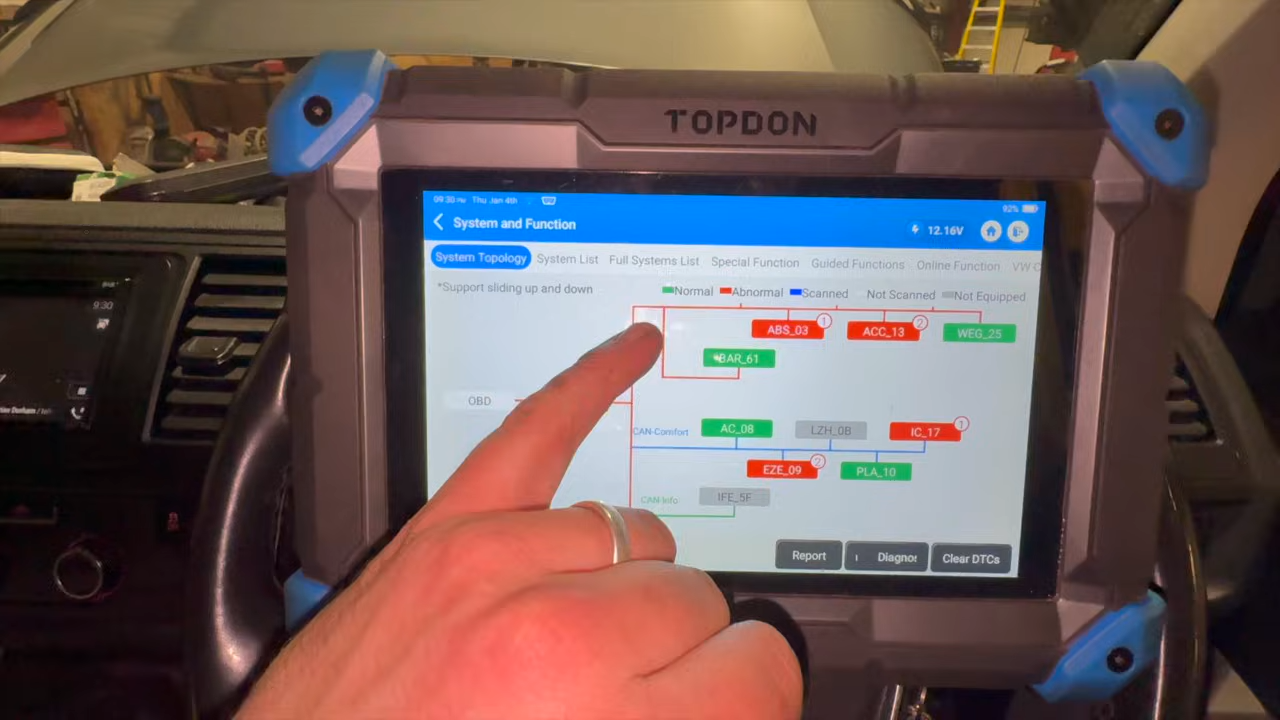 TOPDON
09:30 PM Thu Jan 4th
92%
System and Function
12.16V
System Topology System List Full Systems List Special Function Guided Functions Online Function VW C
*Support sliding up and down
Normal Abnormal Scanned Not Scanned Not Equipped
ABS_03 1 ACC_13 2 WEG_25
BAR_61
OBD
CAN-Comfort AC_08 LZH_0B IC_17 1
EZE_09 2 PLA_10
CAN-Info IFE_5F
Report Diagnos Clear DTCs
9:30